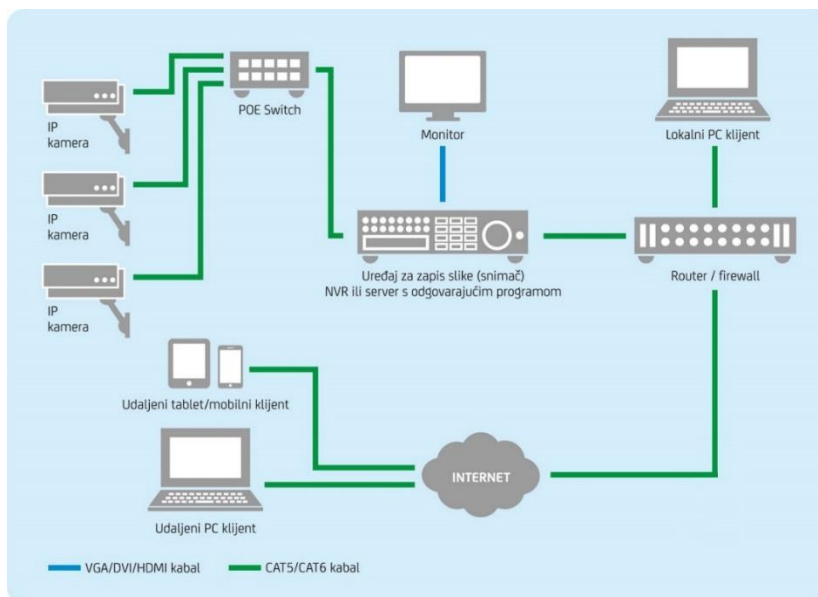 POE Switch
Monitor
Lokalni PC klijent
IP
kamera
IP
kamera
IP
kamera
Uređaj za zapis slike (snimač)
NVR ili server s odgovarajućim programom
Router / firewall
Udaljeni tablet/mobilni klijent
INTERNET
Udaljeni PC klijent
VGA/DVI/HDMI kabal
CAT5/CAT6 kabal